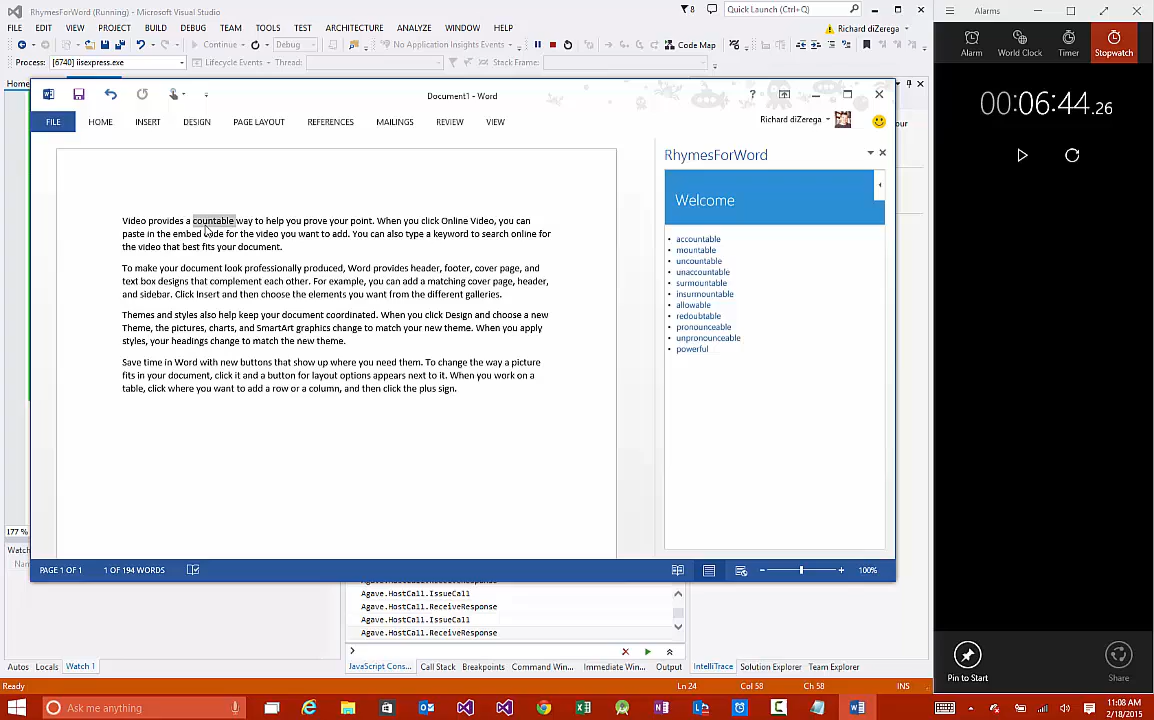 RhymesForWord (Running) - Microsoft Visual Studio
8
Quick Launch (Ctrl+Q)
FILE EDIT VIEW PROJECT BUILD DEBUG TEAM TOOLS TEST ARCHITECTURE ANALYZE WINDOW HELP
Richard diZerega
Continue Debug No Application Insights Events Code Map
Process: [6740] iisexpress.exe Lifecycle Events Thread: Stack Frame:
Home
our
Document1 - Word
FILE HOME INSERT DESIGN PAGE LAYOUT REFERENCES MAILINGS REVIEW VIEW
Richard diZerega
Video provides a countable way to help you prove your point. When you click Online Video, you can
paste in the embed code for the video you want to add. You can also type a keyword to search online for
the video that best fits your document.
To make your document look professionally produced, Word provides header, footer, cover page, and
text box designs that complement each other. For example, you can add a matching cover page, header,
and sidebar. Click Insert and then choose the elements you want from the different galleries.
Themes and styles also help keep your document coordinated. When you click Design and choose a new
Theme, the pictures, charts, and SmartArt graphics change to match your new theme. When you apply
styles, your headings change to match the new theme.
Save time in Word with new buttons that show up where you need them. To change the way a picture
fits in your document, click it and a button for layout options appears next to it. When you work on a
table, click where you want to add a row or a column, and then click the plus sign.
RhymesForWord
Welcome
• accountable
• mountable
• uncountable
• unaccountable
• surmountable
• insurmountable
• allowable
• redoubtable
• pronounceable
• unpronounceable
• powerful
PAGE 1 OF 1 1 OF 194 WORDS
100%
177 %
Watch
Agave.HostCall.IssueCall
Agave.HostCall.ReceiveResponse
Agave.HostCall.IssueCall
Agave.HostCall.ReceiveResponse
Autos Locals Watch 1
JavaScript Cons... Call Stack Breakpoints Command Win... Immediate Win... Output
IntelliTrace Solution Explorer Team Explorer
Ready
Ln 24 Col 58 Ch 58 INS
Alarms
Alarm World Clock Timer Stopwatch
00:06:44.26
Pin to Start Share
Ask me anything
11:08 AM
2/18/2015